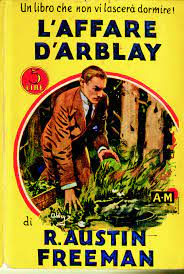 Un libro che non vi lascerà dormire!
L'AFFARE
D'ARBLAY
5
LIRE
A-M
di
R. AUSTIN
FREEMAN